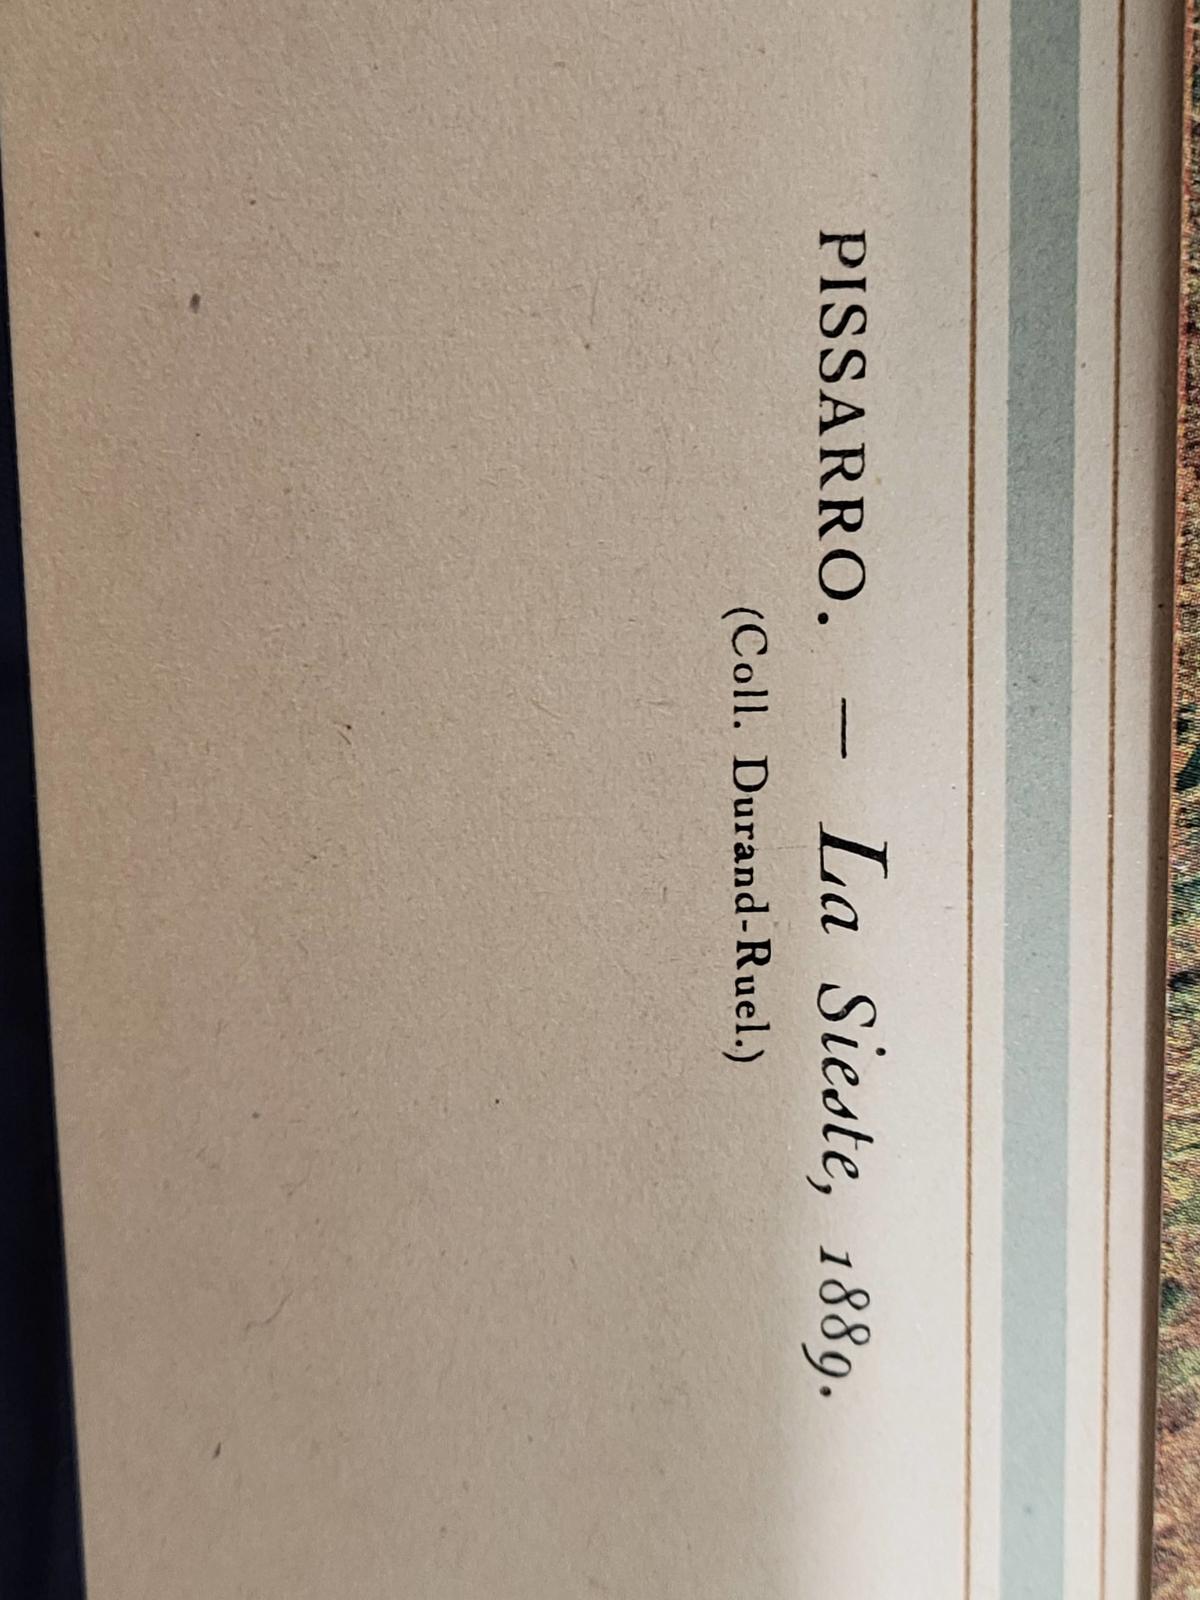 PISSARRO. — La Sieste, 1889.
(Coll. Durand-Ruel.)